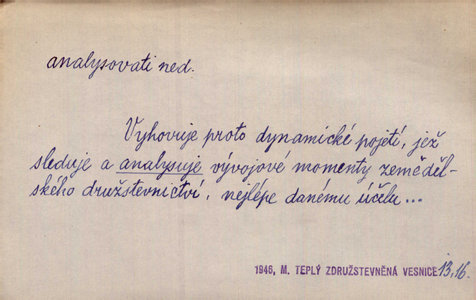 analysovati ned.
Vyhovuje proto dynamické pojetí, jež
sleduje a analysuje vývojové momenty zeměděl-
ského družstevnictví, nejlépe danému účelu...
1946, M. TEPLÝ ZDRUŽSTEVNĚNÁ VESNICE 13, 16.